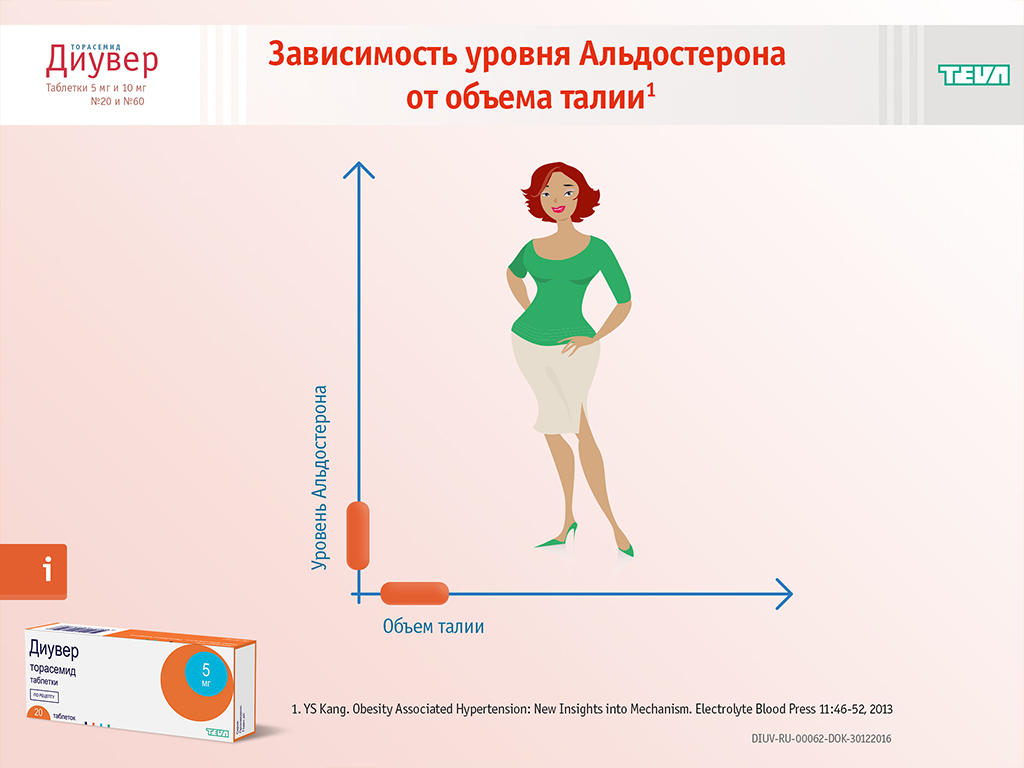 ТОРАСЕМИД
Диувер
Таблетки 5 мг и 10 мг
№20 и №60
Зависимость уровня Альдостерона
от объема талии¹
TEVA
Уровень Альдостерона
Объем талии
i
Диувер
торасемид
таблетки
ПО РЕЦЕПТУ
20 таблеток
5
мг
TEVA
1. YS Kang. Obesity Associated Hypertension: New Insights into Mechanism. Electrolyte Blood Press 11:46-52, 2013
DIUV-RU-00062-DOK-30122016